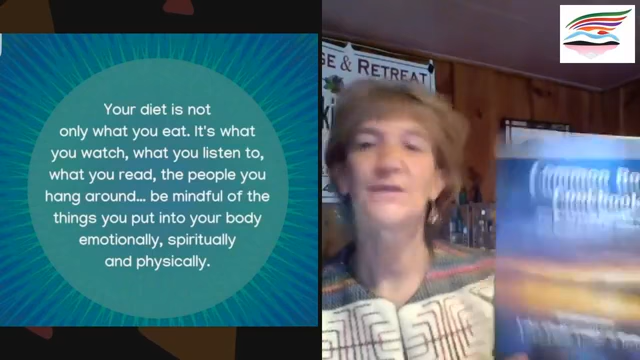 Your diet is not
only what you eat. It's what
you watch, what you listen to,
what you read, the people you
hang around... be mindful of the
things you put into your body
emotionally, spiritually
and physically.
& RETREAT